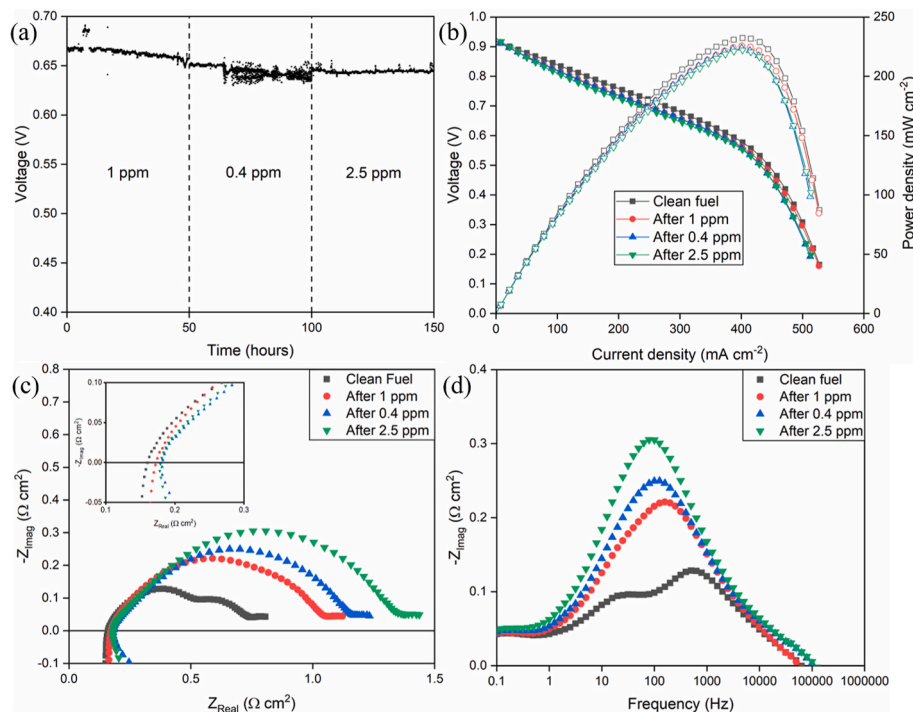 (a)
Voltage (V)
0.70
0.65
0.60
0.55
0.50
0.45
0.40
1 ppm
0.4 ppm
2.5 ppm
0
50
100
150
Time (hours)
(b)
Voltage (V)
1.0
0.9
0.8
0.7
0.6
0.5
0.4
0.3
0.2
0.1
0.0
Clean fuel
After 1 ppm
After 0.4 ppm
After 2.5 ppm
250
200
150
100
50
0
Power density (mW cm⁻²)
0
100
200
300
400
500
600
Current density (mA cm⁻²)
(c)
-Z_Imag (Ω cm²)
0.8
0.7
0.6
0.5
0.4
0.3
0.2
0.1
0.0
-0.1
Clean Fuel
After 1 ppm
After 0.4 ppm
After 2.5 ppm
-Z_Imag (Ω cm²)
0.10
0.05
0.00
-0.05
0.1
0.2
0.3
Z_Real (Ω cm²)
0.0
0.5
1.0
1.5
Z_Real (Ω cm²)
(d)
-Z_Imag (Ω cm²)
0.4
0.3
0.2
0.1
0.0
Clean fuel
After 1 ppm
After 0.4 ppm
After 2.5 ppm
0.1
1
10
100
1000
10000
100000
1000000
Frequency (Hz)